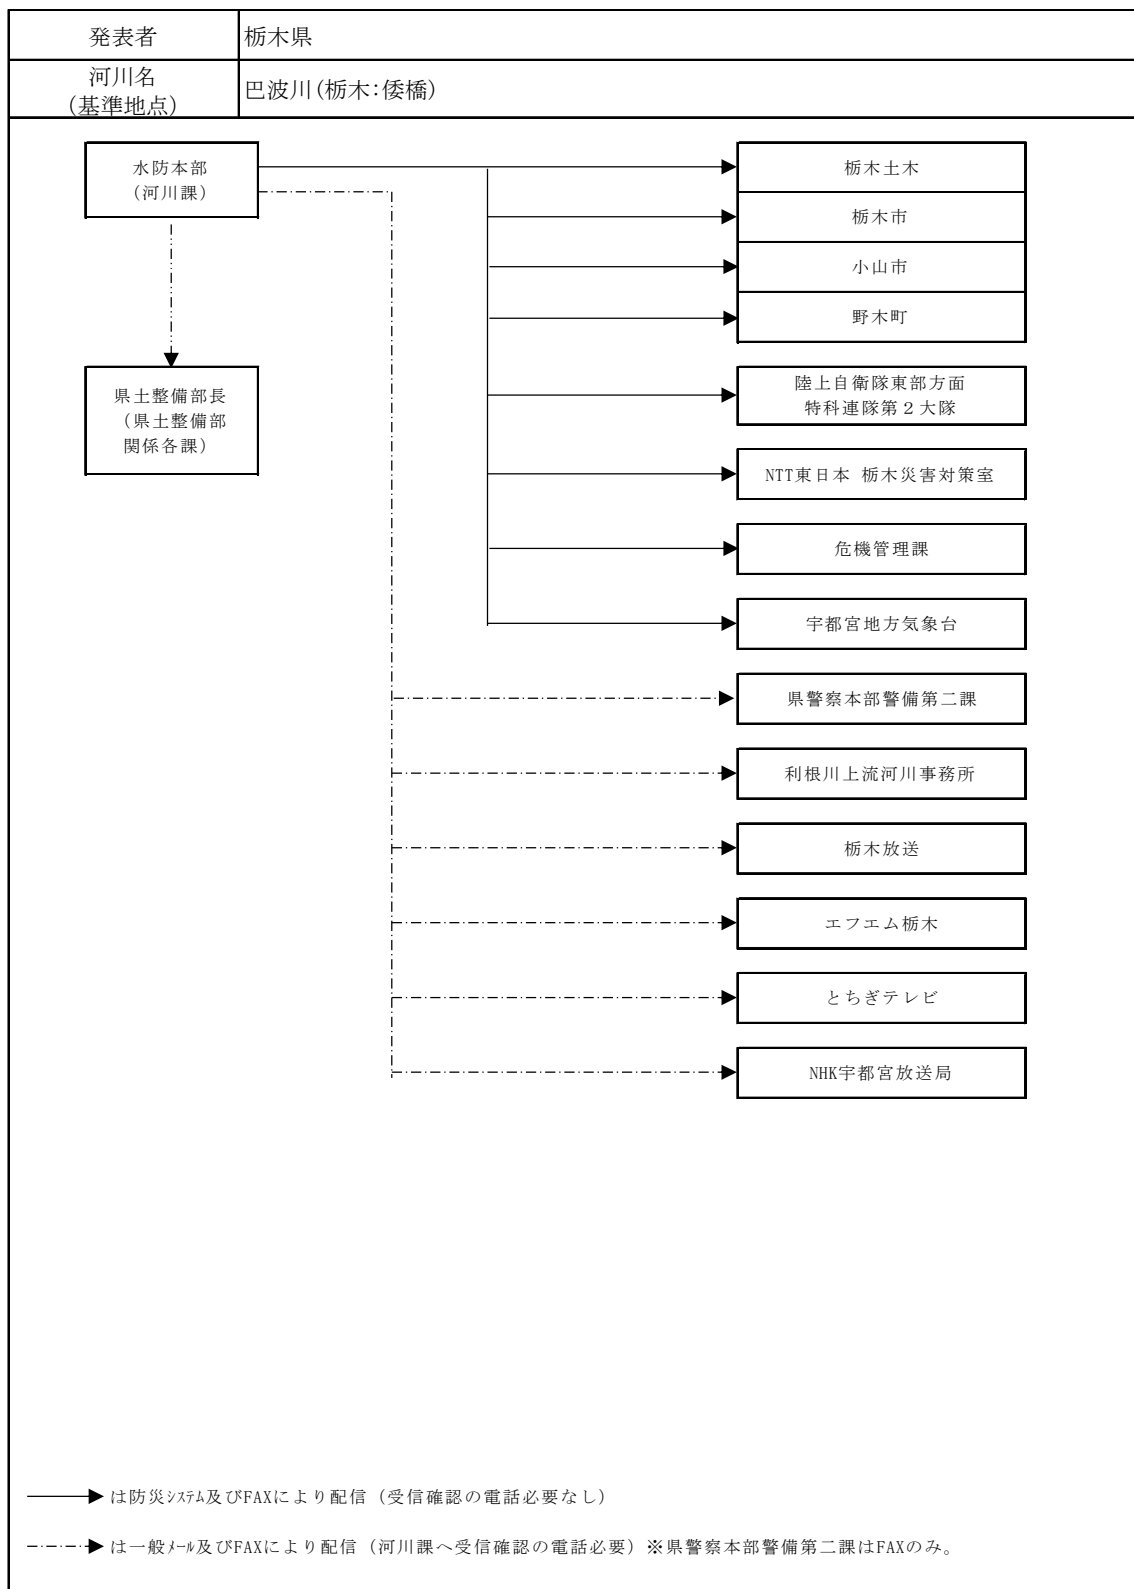 発表者
栃木県
河川名
(基準地点)
巴波川(栃木:倭橋)
水防本部
(河川課)
県土整備部長
(県土整備部
関係各課)
栃木土木
栃木市
小山市
野木町
陸上自衛隊東部方面
特科連隊第２大隊
NTT東日本 栃木災害対策室
危機管理課
宇都宮地方気象台
県警察本部警備第二課
利根川上流河川事務所
栃木放送
エフエム栃木
とちぎテレビ
NHK宇都宮放送局
は防災ｼｽﾃﾑ及びFAXにより配信（受信確認の電話必要なし）
は一般ﾒｰﾙ及びFAXにより配信（河川課へ受信確認の電話必要）※県警察本部警備第二課はFAXのみ。